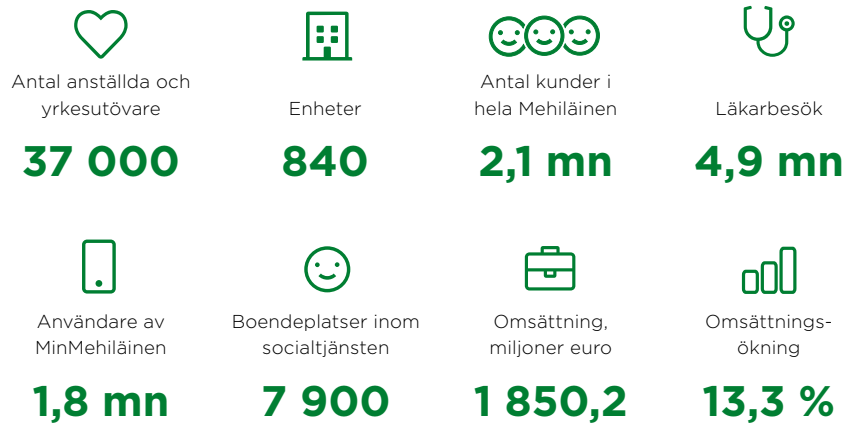 Antal anställda och
yrkesutövare
37 000
Enheter
840
Antal kunder i
hela Mehiläinen
2,1 mn
Läkarbesök
4,9 mn
Användare av
MinMehiläinen
1,8 mn
Boendeplatser inom
socialtjänsten
7 900
Omsättning,
miljoner euro
1 850,2
Omsättnings-
ökning
13,3 %